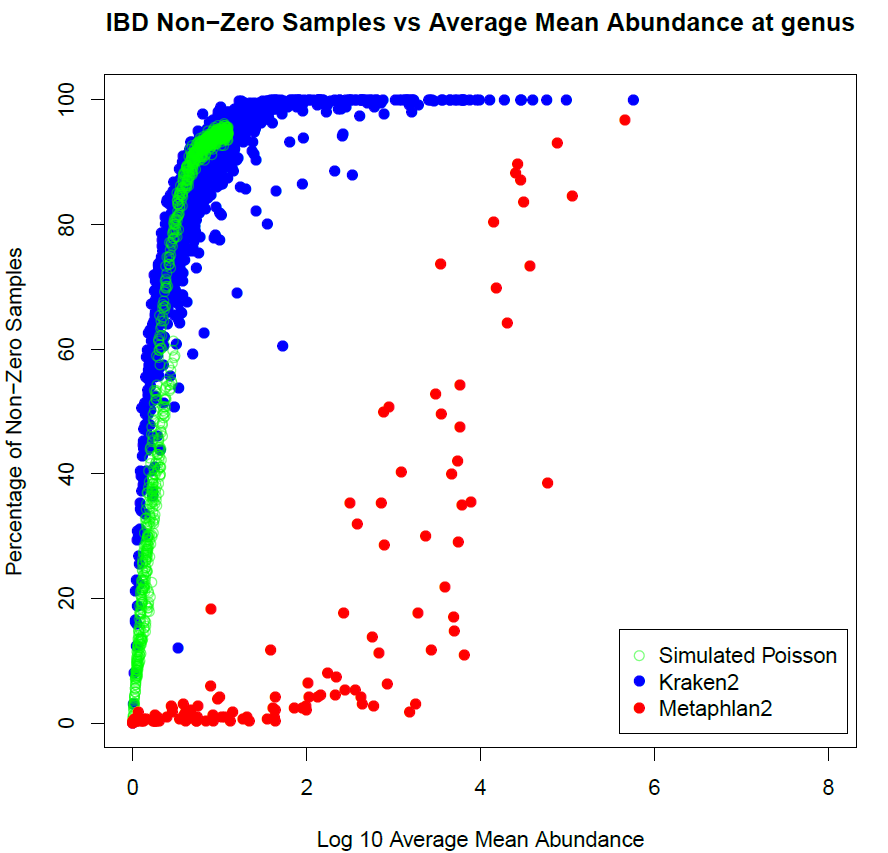 IBD Non−Zero Samples vs Average Mean Abundance at genus
Percentage of Non−Zero Samples
100
80
60
40
20
0
Simulated Poisson
Kraken2
Metaphlan2
0 2 4 6 8
Log 10 Average Mean Abundance